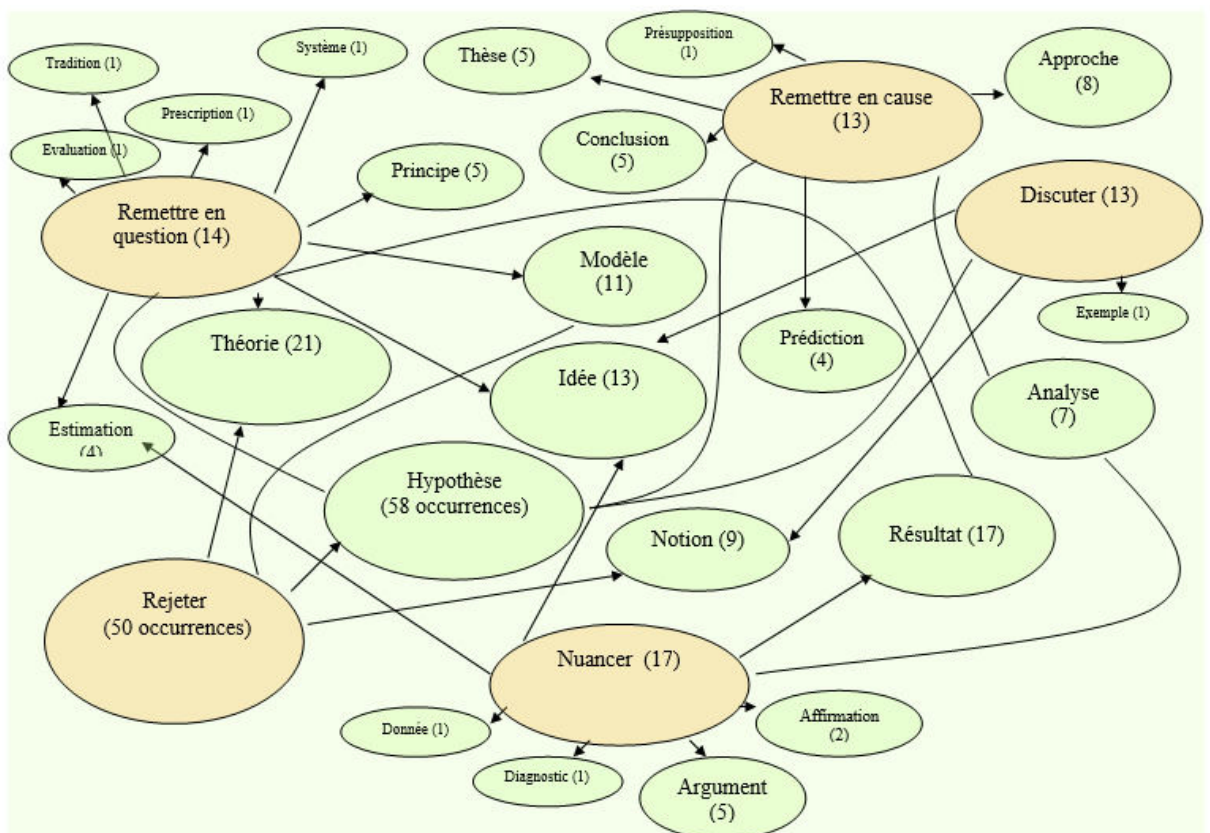 Système (1)
Présupposition
(1)
Tradition (1)
Thèse (5)
Approche
(8)
Prescription (1)
Remettre en cause
(13)
Evaluation (1)
Conclusion
(5)
Principe (5)
Discuter (13)
Remettre en
question (14)
Modèle
(11)
Exemple (1)
Théorie (21)
Prédiction
(4)
Idée (13)
Analyse
(7)
Estimation
(4)
Hypothèse
(58 occurrences)
Notion (9)
Résultat (17)
Rejeter
(50 occurrences)
Nuancer (17)
Donnée (1)
Affirmation
(2)
Diagnostic (1)
Argument
(5)